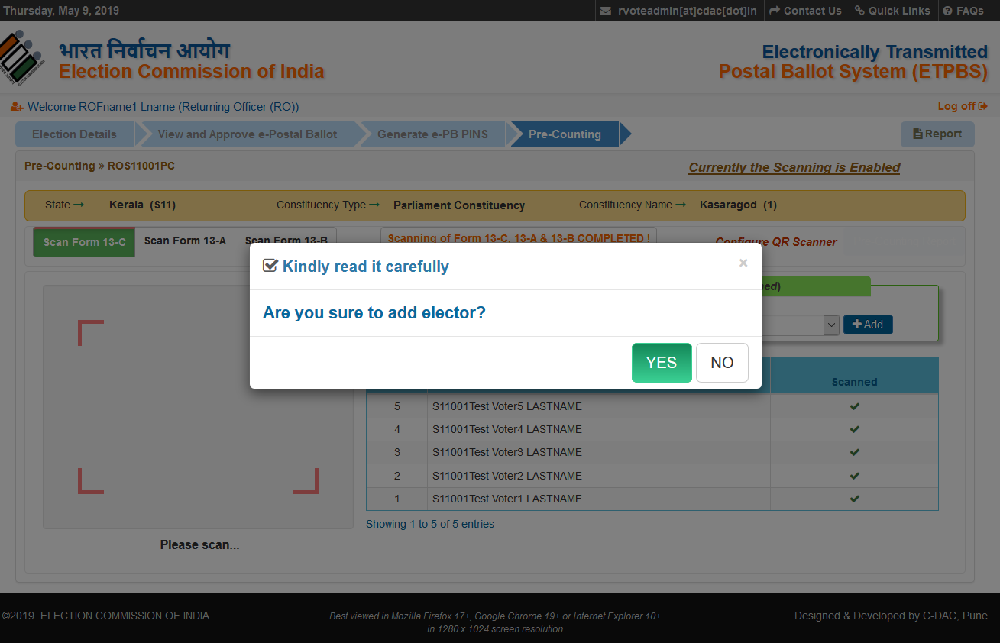 Thursday, May 9, 2019
rvoteadmin[at]cdac[dot]in
Contact Us
Quick Links
FAQs
भारत निर्वाचन आयोग
Election Commission of India
Electronically Transmitted
Postal Ballot System (ETPBS)
Welcome ROFname1 Lname (Returning Officer (RO))
Log off
Election Details
View and Approve e-Postal Ballot
Generate e-PB PINS
Pre-Counting
Report
Pre-Counting » ROS11001PC
Currently the Scanning is Enabled
State → Kerala (S11) Constituency Type → Parliament Constituency Constituency Name → Kasaragod (1)
Scan Form 13-C
Scan Form 13-A
Scan Form 13-B
Scanning of Form 13-C, 13-A & 13-B COMPLETED !
Configure QR Scanner
Kindly read it carefully
×
Are you sure to add elector?
YES
NO
Add
Scanned
5 S11001Test Voter5 LASTNAME
4 S11001Test Voter4 LASTNAME
3 S11001Test Voter3 LASTNAME
2 S11001Test Voter2 LASTNAME
1 S11001Test Voter1 LASTNAME
Showing 1 to 5 of 5 entries
Please scan...
©2019. ELECTION COMMISSION OF INDIA
Best viewed in Mozilla Firefox 17+, Google Chrome 19+ or Internet Explorer 10+
in 1280 x 1024 screen resolution
Designed & Developed by C-DAC, Pune